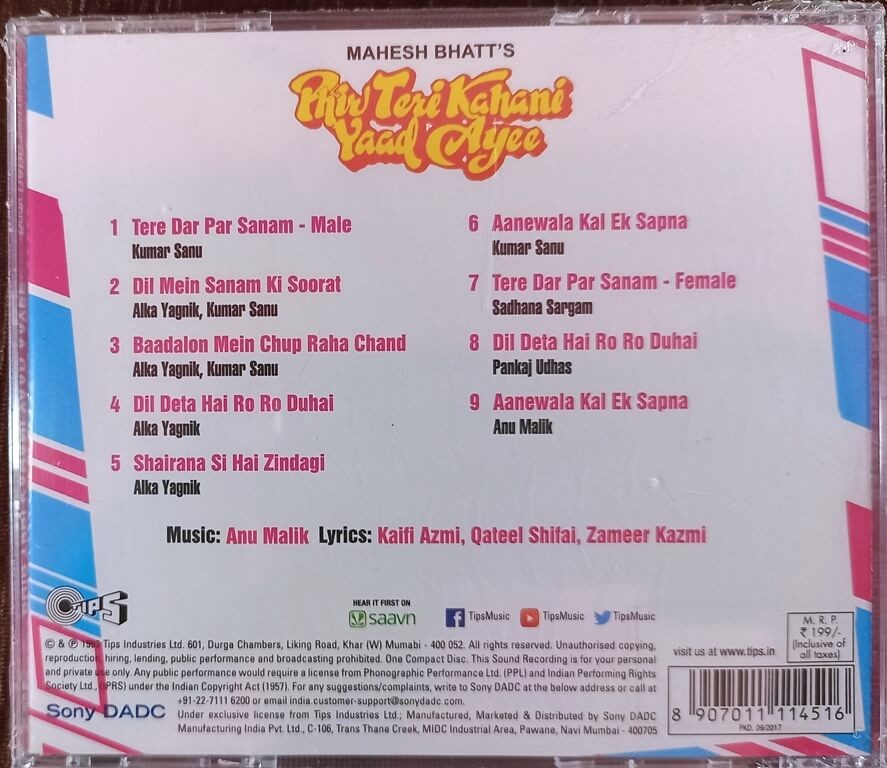 MAHESH BHATT'S
Phir Teri Kahani
Yaad Ayee
1 Tere Dar Par Sanam - Male
Kumar Sanu
2 Dil Mein Sanam Ki Soorat
Alka Yagnik, Kumar Sanu
3 Baadalon Mein Chup Raha Chand
Alka Yagnik, Kumar Sanu
4 Dil Deta Hai Ro Ro Duhai
Alka Yagnik
5 Shairana Si Hai Zindagi
Alka Yagnik
6 Aanewala Kal Ek Sapna
Kumar Sanu
7 Tere Dar Par Sanam - Female
Sadhana Sargam
8 Dil Deta Hai Ro Ro Duhai
Pankaj Udhas
9 Aanewala Kal Ek Sapna
Anu Malik
Music: Anu Malik Lyrics: Kaifi Azmi, Qateel Shifai, Zameer Kazmi
TIPS
HEAR IT FIRST ON
saavn
TipsMusic
TipsMusic
TipsMusic
© & ℗ Tips Industries Ltd. 601, Durga Chambers, Liking Road, Khar (W) Mumabi - 400 052. All rights reserved. Unauthorised copying,
reproduction, hiring, lending, public performance and broadcasting prohibited. One Compact Disc. This Sound Recording is for your personal
and private use only. Any public performance would require a license from Phonographic Performance Ltd. (PPL) and Indian Performing Rights
Society Ltd., (IPRS) under the Indian Copyright Act (1957). For any suggestions/complaints, write to Sony DADC at the below address or call at
+91-22-7111 6200 or email india.customer-support@sonydadc.com.
Sony DADC
Under exclusive license from Tips Industries Ltd.; Manufactured, Marketed & Distributed by Sony DADC
Manufacturing India Pvt. Ltd., C-106, Trans Thane Creek, MIDC Industrial Area, Pawane, Navi Mumbai - 400705
visit us at www.tips.in
M. R. P.
₹ 199/-
(Inclusive of
all taxes)
8 907011 114516
PKD. 09/2017